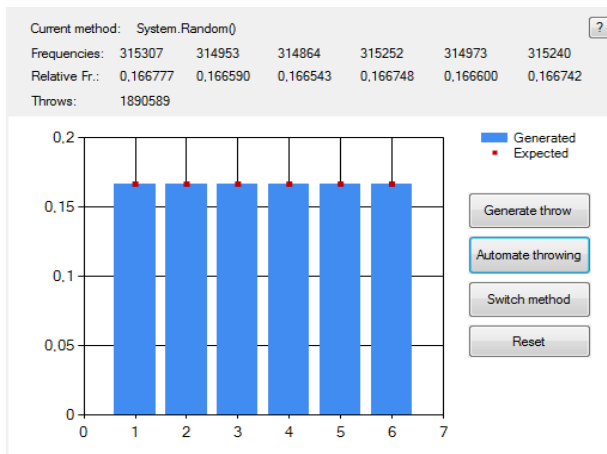 Current method: System.Random()
?
Frequencies: 315307 314953 314864 315252 314973 315240
Relative Fr.: 0,166777 0,166590 0,166543 0,166748 0,166600 0,166742
Throws: 1890589
0,2
0,15
0,1
0,05
0
0 1 2 3 4 5 6 7
Generated
Expected
Generate throw
Automate throwing
Switch method
Reset